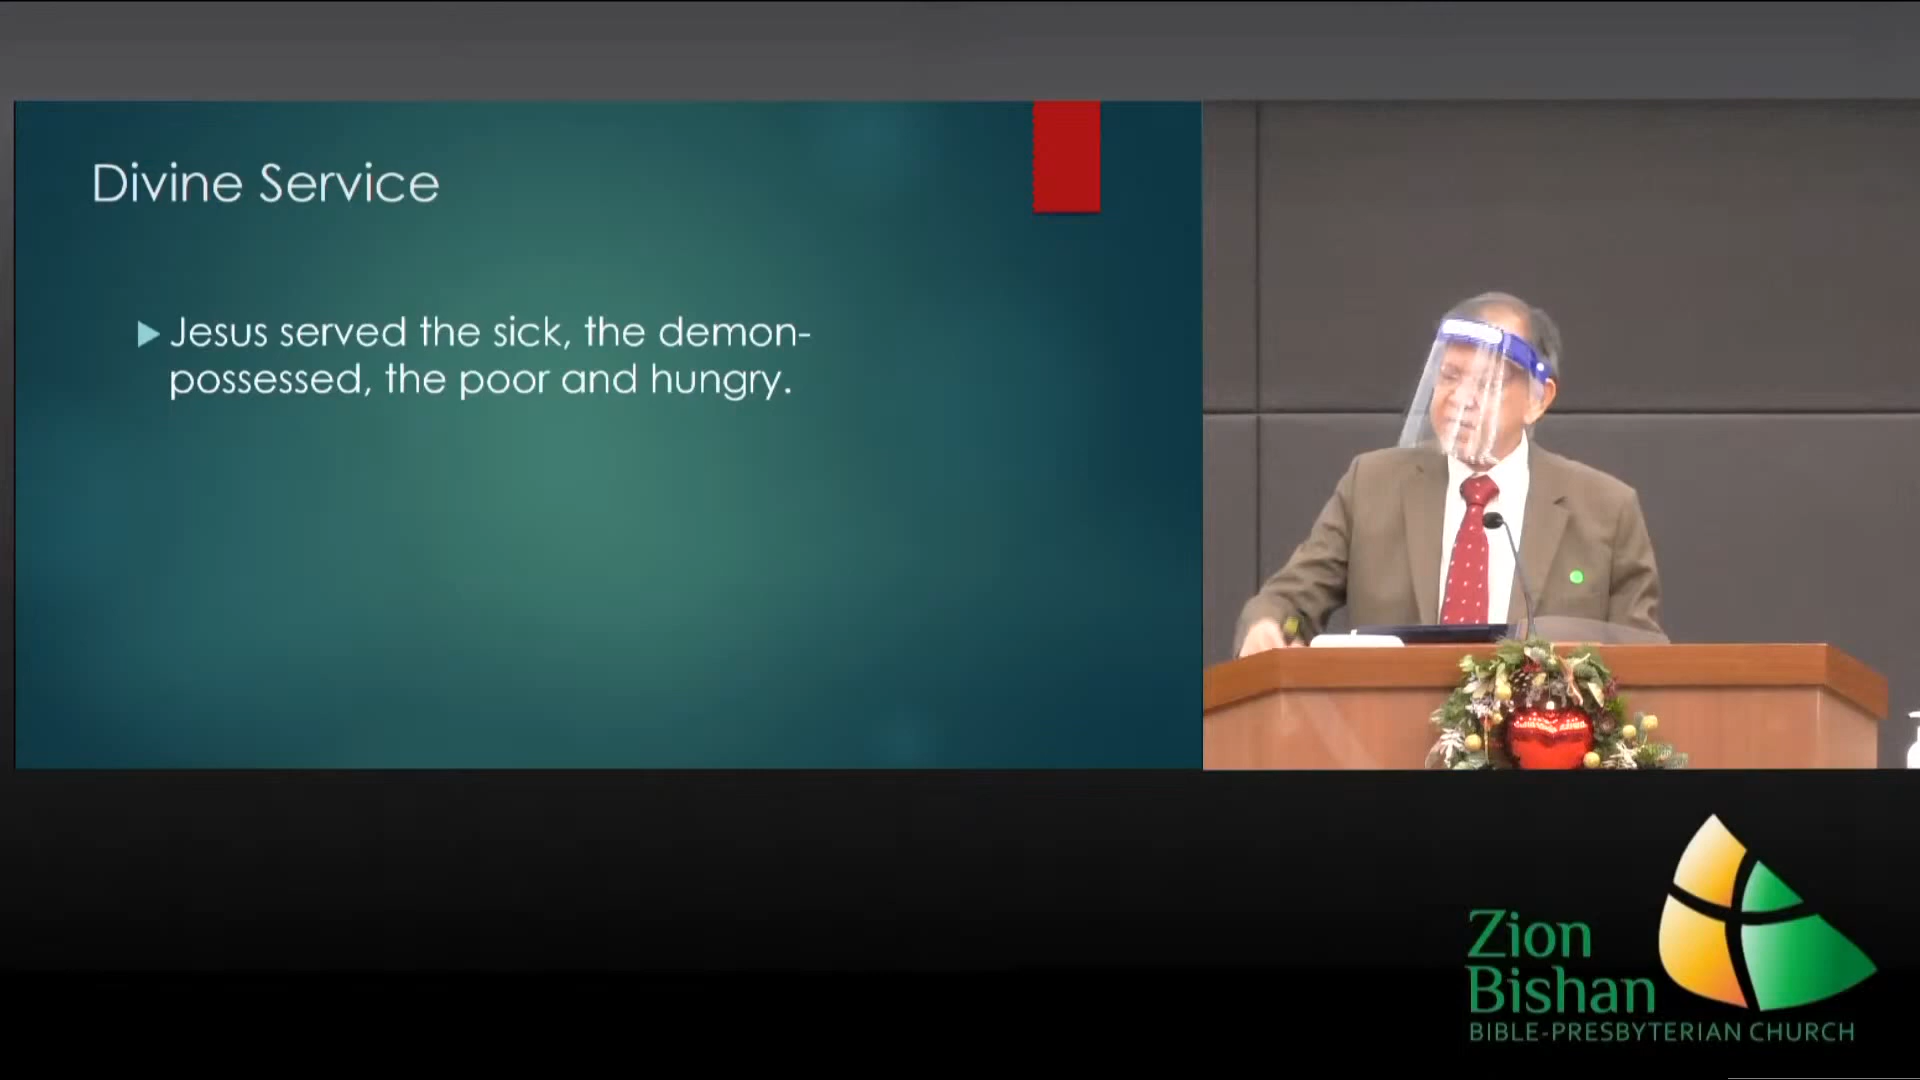 Divine Service
Jesus served the sick, the demon-
possessed, the poor and hungry.
Zion
Bishan
BIBLE-PRESBYTERIAN CHURCH